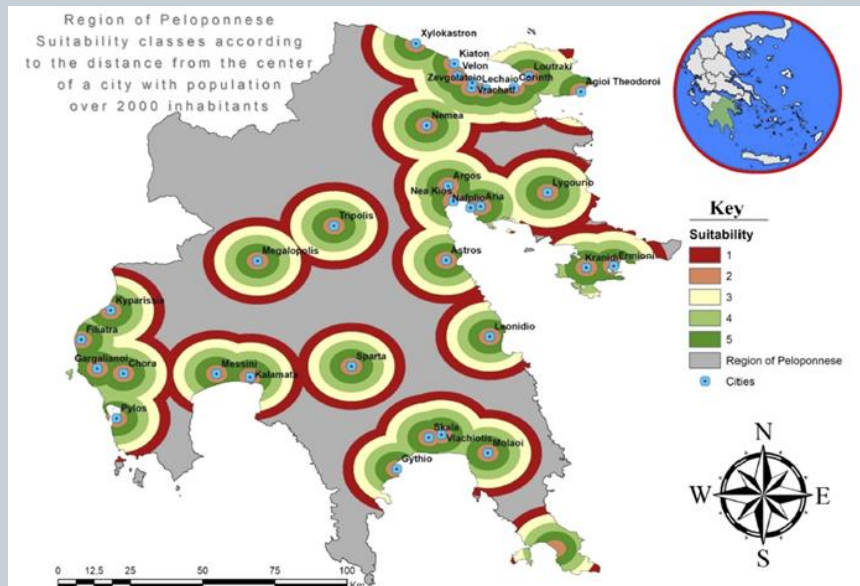 Region of Peloponnese
Suitability classes according
to the distance from the center
of a city with population
over 2000 inhabitants
Xylokastron
Kiaton
Velon
Loutraki
Zevgolateio
Lechaio
Corinth
Vrachati
Agioi Theodoroi
Nemea
Argos
Nea Kios
Nafplio
Aria
Lygourio
Tripolis
Megalopolis
Astros
Kranidi
Ermioni
Kyparissia
Filiatra
Leonidio
Gargalianoi
Chora
Messini
Kalamata
Sparta
Pylos
Skala
Vlachiotis
Molaoi
Gythio
Key
Suitability
1
2
3
4
5
Region of Peloponnese
Cities
N
W
E
S
0 12.5 25 50 75 100
Km